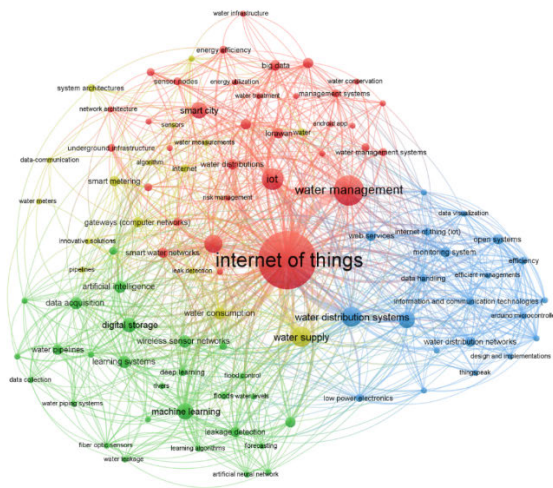 water infrastructure
energy efficiency
big data
sensor nodes
energy utilization
water conservation
system architectures
water treatment
management systems
network architecture
smart city
android app
sensors
lorawan
water
underground infrastructure
water measurements
algorithm
internet
water distributions
water management systems
data-communication
smart metering
iot
water management
risk management
water meters
gateways (computer networks)
data visualization
internet of thing (iot)
web services
open systems
innovative solutions
smart water networks
monitoring system
internet of things
efficient managements
pipelines
leak detection
data handling
efficiency
artificial intelligence
data acquisition
information and communication technologies
digital storage
water consumption
water distribution systems
arduino microcontroller
water supply
wireless sensor networks
water distribution networks
water pipelines
learning systems
deep learning
flood control
design and implementations
data collection
rivers
thingspeak
water piping systems
floods water levels
low power electronics
machine learning
leakage detection
fiber optic sensors
learning algorithms
forecasting
water leakage
artificial neural network